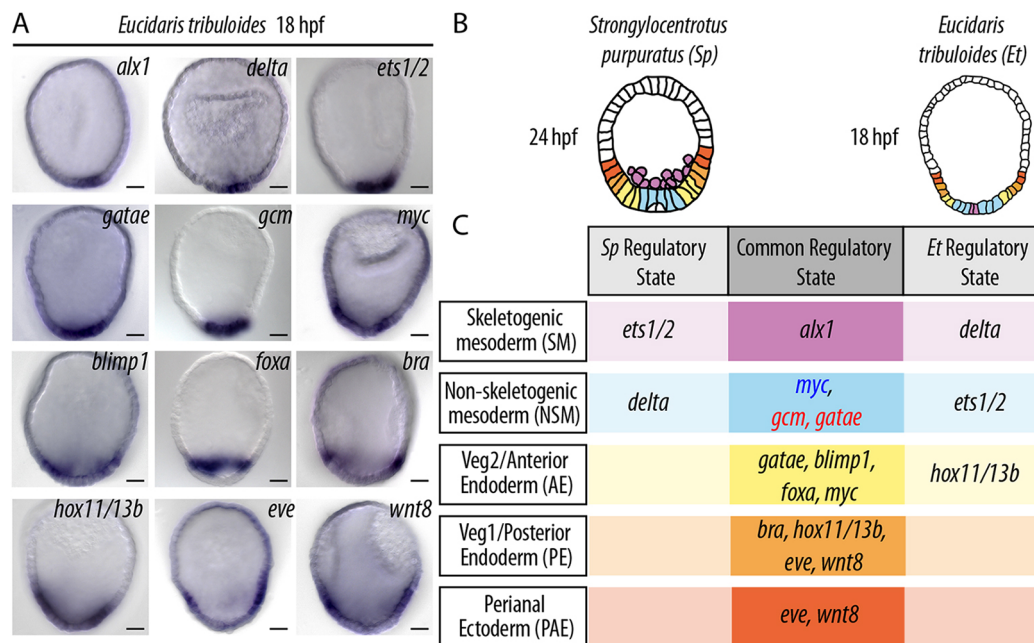 A
Eucidaris tribuloides 18 hpf
alx1
delta
ets1/2
gatae
gcm
myc
blimp1
foxa
bra
hox11/13b
eve
wnt8
B
Strongylocentrotus
purpuratus (Sp)
Eucidaris
tribuloides (Et)
24 hpf
18 hpf
C
Sp Regulatory
State
Common Regulatory
State
Et Regulatory
State
Skeletogenic
mesoderm (SM)
ets1/2
alx1
delta
Non-skeletogenic
mesoderm (NSM)
delta
myc,
gcm, gatae
ets1/2
Veg2/Anterior
Endoderm (AE)
gatae, blimp1,
foxa, myc
hox11/13b
Veg1/Posterior
Endoderm (PE)
bra, hox11/13b,
eve, wnt8
Perianal
Ectoderm (PAE)
eve, wnt8